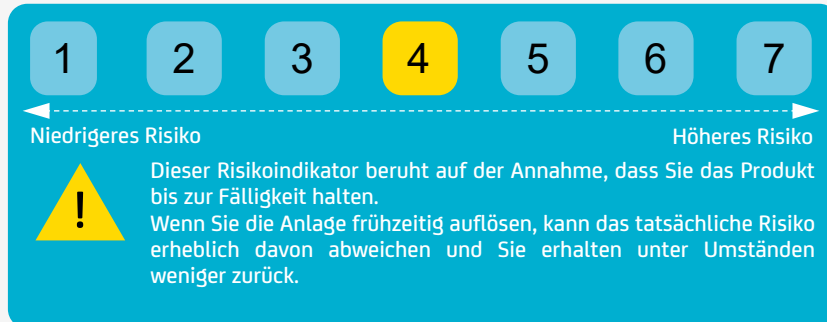 1 2 3 4 5 6 7
Niedrigeres Risiko Höheres Risiko
!
Dieser Risikoindikator beruht auf der Annahme, dass Sie das Produkt
bis zur Fälligkeit halten.
Wenn Sie die Anlage frühzeitig auflösen, kann das tatsächliche Risiko
erheblich davon abweichen und Sie erhalten unter Umständen
weniger zurück.